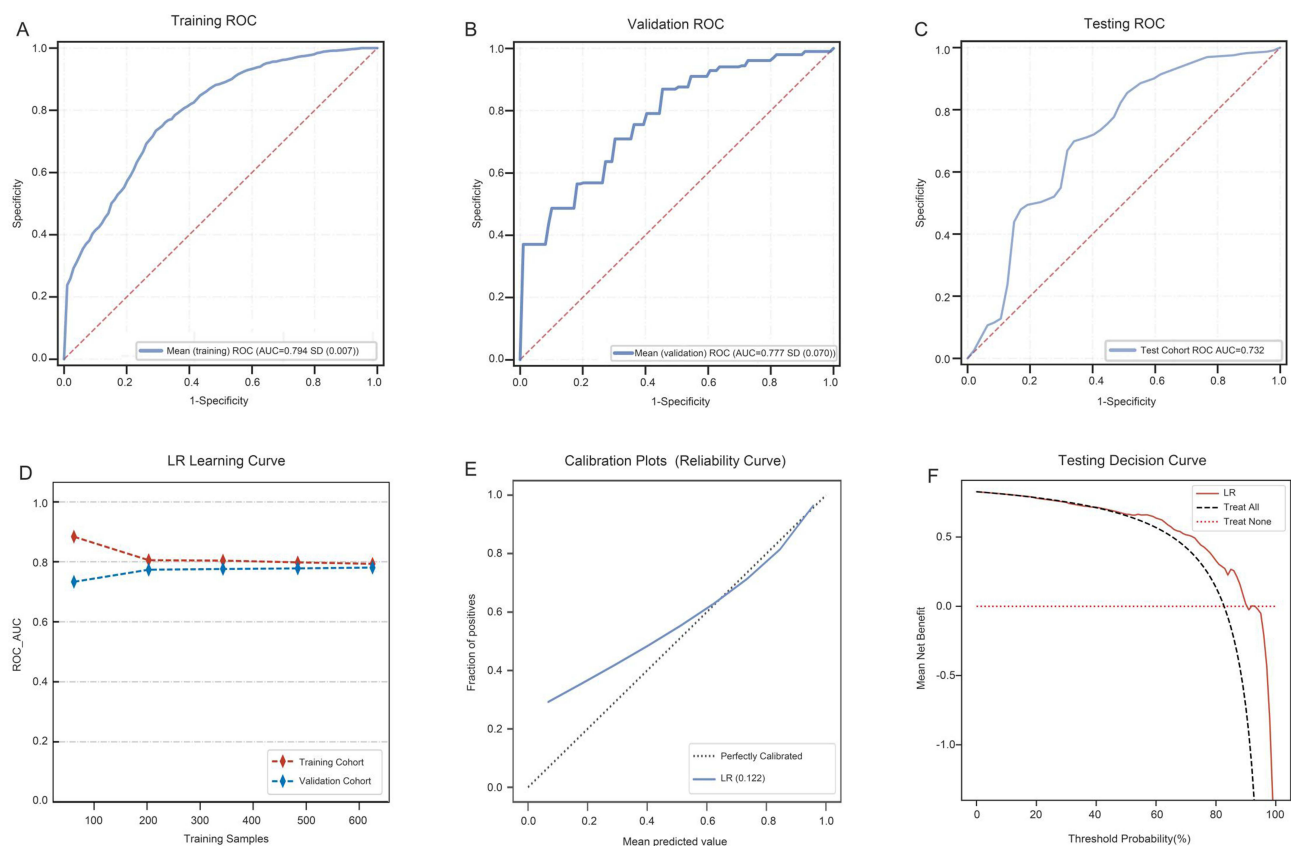 A
Training ROC
Specificity
1.0
0.8
0.6
0.4
0.2
0.0
Mean (training) ROC (AUC=0.794 SD (0.007))
0.0 0.2 0.4 0.6 0.8 1.0
1-Specificity
B
Validation ROC
Specificity
1.0
0.8
0.6
0.4
0.2
0.0
Mean (validation) ROC (AUC=0.777 SD (0.070))
0.0 0.2 0.4 0.6 0.8 1.0
1-Specificity
C
Testing ROC
Specificity
1.0
0.8
0.6
0.4
0.2
0.0
Test Cohort ROC AUC=0.732
0.0 0.2 0.4 0.6 0.8 1.0
1-Specificity
D
LR Learning Curve
ROC_AUC
1.0
0.8
0.6
0.4
0.2
0.0
Training Cohort
Validation Cohort
100 200 300 400 500 600
Training Samples
E
Calibration Plots (Reliability Curve)
Fraction of positives
1.0
0.8
0.6
0.4
0.2
0.0
Perfectly Calibrated
LR (0.122)
0.0 0.2 0.4 0.6 0.8 1.0
Mean predicted value
F
Testing Decision Curve
Mean Net Benefit
LR
Treat All
Treat None
0.5
0.0
-0.5
-1.0
0 20 40 60 80 100
Threshold Probability(%)